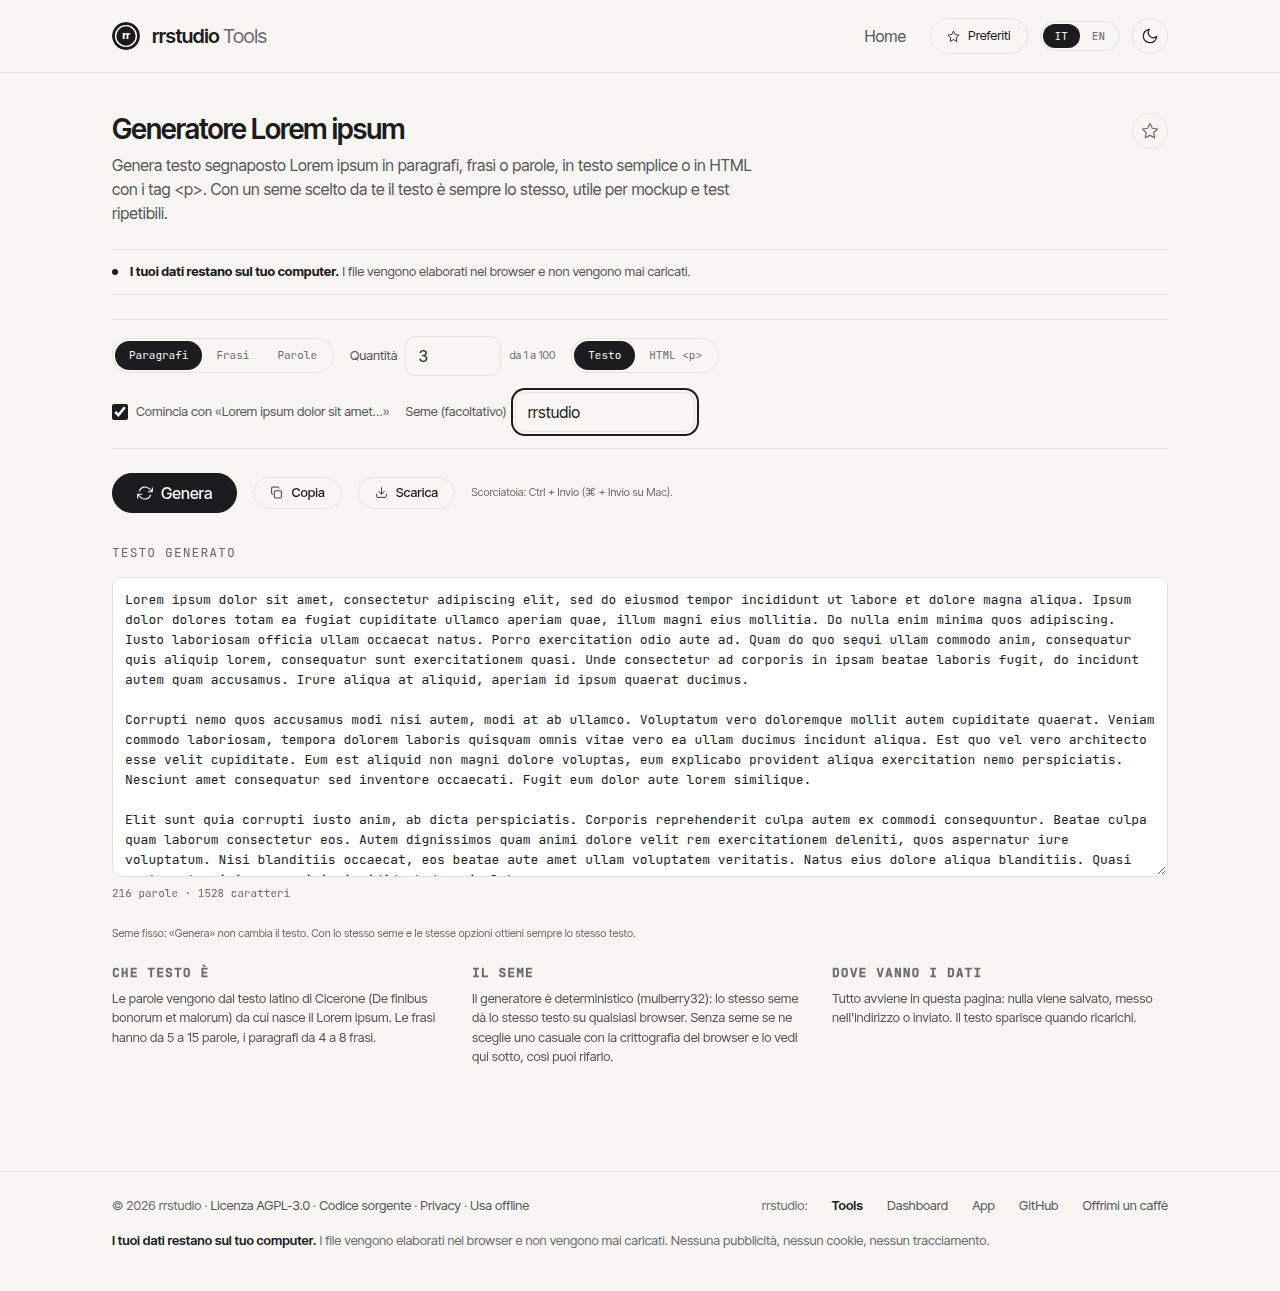 rr rrstudio Tools
Home
Preferiti
IT EN
Generatore Lorem ipsum
Genera testo segnaposto Lorem ipsum in paragrafi, frasi o parole, in testo semplice o in HTML
con i tag <p>. Con un seme scelto da te il testo è sempre lo stesso, utile per mockup e test
ripetibili.
I tuoi dati restano sul tuo computer. I file vengono elaborati nel browser e non vengono mai caricati.
Paragrafi Frasi Parole Quantità 3 da 1 a 100 Testo HTML <p>
Comincia con «Lorem ipsum dolor sit amet…» Seme (facoltativo) rrstudio
Genera Copia Scarica Scorciatoia: Ctrl + Invio (⌘ + Invio su Mac).
TESTO GENERATO
Lorem ipsum dolor sit amet, consectetur adipiscing elit, sed do eiusmod tempor incididunt ut labore et dolore magna aliqua. Ipsum
dolor dolores totam ea fugiat cupiditate ullamco aperiam quae, illum magni eius mollitia. Do nulla enim minima quos adipiscing.
Iusto laboriosam officia ullam occaecat natus. Porro exercitation odio aute ad. Quam do quo sequi ullam commodo anim, consequatur
quis aliquip lorem, consequatur sunt exercitationem quasi. Unde consectetur ad corporis in ipsam beatae laboris fugit, do incidunt
autem quam accusamus. Irure aliqua at aliquid, aperiam id ipsum quaerat ducimus.
Corrupti nemo quos accusamus modi nisi autem, modi at ab ullamco. Voluptatum vero doloremque mollit autem cupiditate quaerat. Veniam
commodo laboriosam, tempora dolorem laboris quisquam omnis vitae vero ea ullam ducimus incidunt aliqua. Est quo vel vero architecto
esse velit cupiditate. Eum est aliquid non magni dolore voluptas, eum explicabo provident aliqua exercitation nemo perspiciatis.
Nesciunt amet consequatur sed inventore occaecati. Fugit eum dolor aute lorem similique.
Elit sunt quia corrupti iusto anim, ab dicta perspiciatis. Corporis reprehenderit culpa autem ex commodi consequuntur. Beatae culpa
quam laborum consectetur eos. Autem dignissimos quam animi dolore velit rem exercitationem deleniti, quos aspernatur iure
voluptatum. Nisi blanditiis occaecat, eos beatae aute amet ullam voluptatem veritatis. Natus eius dolore aliqua blanditiis. Quasi
216 parole · 1528 caratteri
Seme fisso: «Genera» non cambia il testo. Con lo stesso seme e le stesse opzioni ottieni sempre lo stesso testo.
CHE TESTO È
Le parole vengono dal testo latino di Cicerone (De finibus
bonorum et malorum) da cui nasce il Lorem ipsum. Le frasi
hanno da 5 a 15 parole, i paragrafi da 4 a 8 frasi.
IL SEME
Il generatore è deterministico (mulberry32): lo stesso seme
dà lo stesso testo su qualsiasi browser. Senza seme se ne
sceglie uno casuale con la crittografia del browser e lo vedi
qui sotto, così puoi rifarlo.
DOVE VANNO I DATI
Tutto avviene in questa pagina: nulla viene salvato, messo
nell'indirizzo o inviato. Il testo sparisce quando ricarichi.
© 2026 rrstudio · Licenza AGPL-3.0 · Codice sorgente · Privacy · Usa offline
rrstudio: Tools Dashboard App GitHub Offrimi un caffè
I tuoi dati restano sul tuo computer. I file vengono elaborati nel browser e non vengono mai caricati. Nessuna pubblicità, nessun cookie, nessun tracciamento.